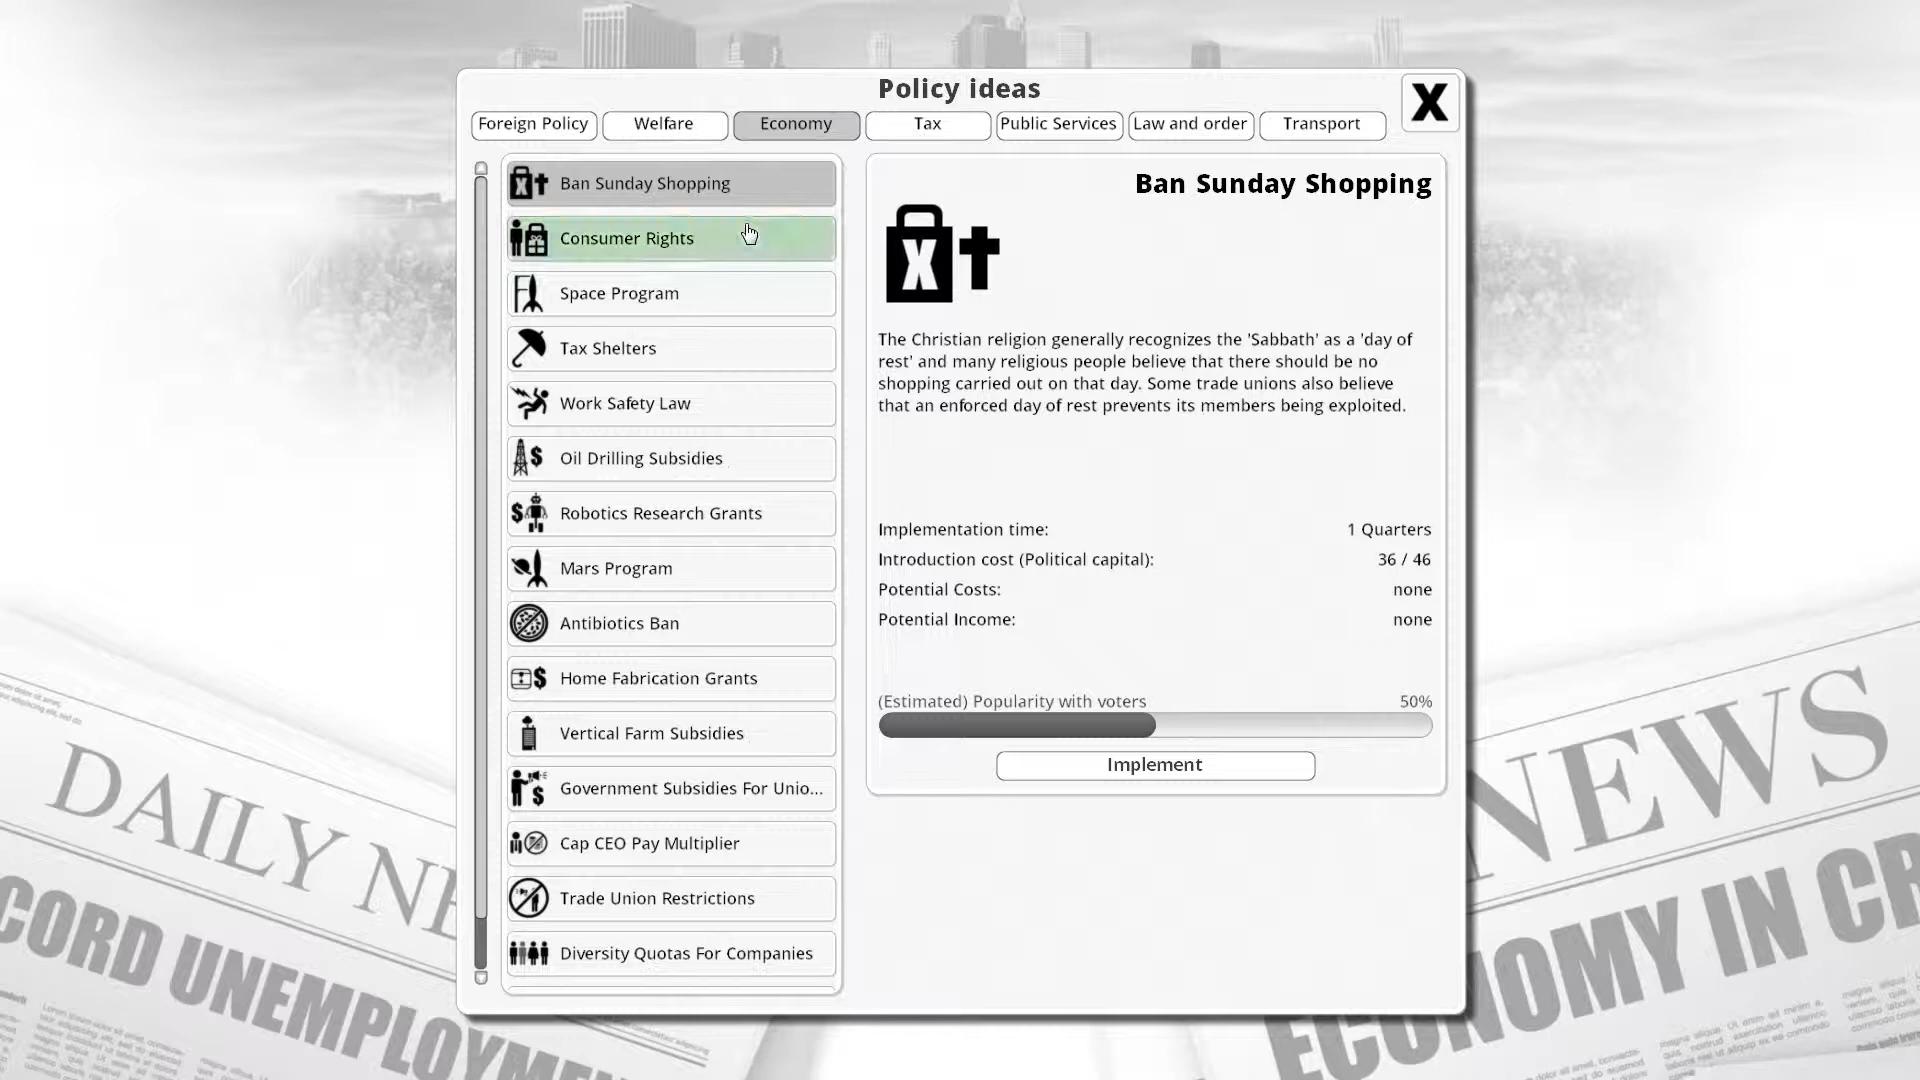 Policy ideas
X
Foreign Policy
Welfare
Economy
Tax
Public Services
Law and order
Transport
Ban Sunday Shopping
Consumer Rights
Space Program
Tax Shelters
Work Safety Law
Oil Drilling Subsidies
Robotics Research Grants
Mars Program
Antibiotics Ban
Home Fabrication Grants
Vertical Farm Subsidies
Government Subsidies For Unio...
Cap CEO Pay Multiplier
Trade Union Restrictions
Diversity Quotas For Companies
Ban Sunday Shopping
The Christian religion generally recognizes the 'Sabbath' as a 'day of
rest' and many religious people believe that there should be no
shopping carried out on that day. Some trade unions also believe
that an enforced day of rest prevents its members being exploited.
Implementation time: 1 Quarters
Introduction cost (Political capital): 36 / 46
Potential Costs: none
Potential Income: none
(Estimated) Popularity with voters 50%
Implement
DAILY NE
CORD UNEMPLOYME
NEWS
ECONOMY IN CR